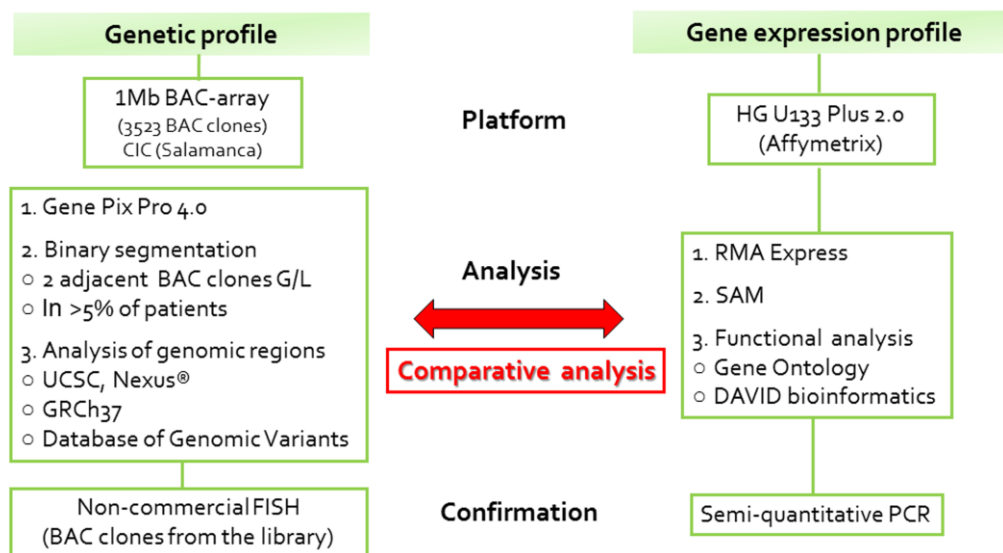 Genetic profile
1Mb BAC-array
(3523 BAC clones)
CIC (Salamanca)
1. Gene Pix Pro 4.0
2. Binary segmentation
○ 2 adjacent BAC clones G/L
○ In >5% of patients
3. Analysis of genomic regions
○ UCSC, Nexus®
○ GRCh37
○ Database of Genomic Variants
Non-commercial FISH
(BAC clones from the library)
Platform
Analysis
Comparative analysis
Confirmation
Gene expression profile
HG U133 Plus 2.0
(Affymetrix)
1. RMA Express
2. SAM
3. Functional analysis
○ Gene Ontology
○ DAVID bioinformatics
Semi-quantitative PCR